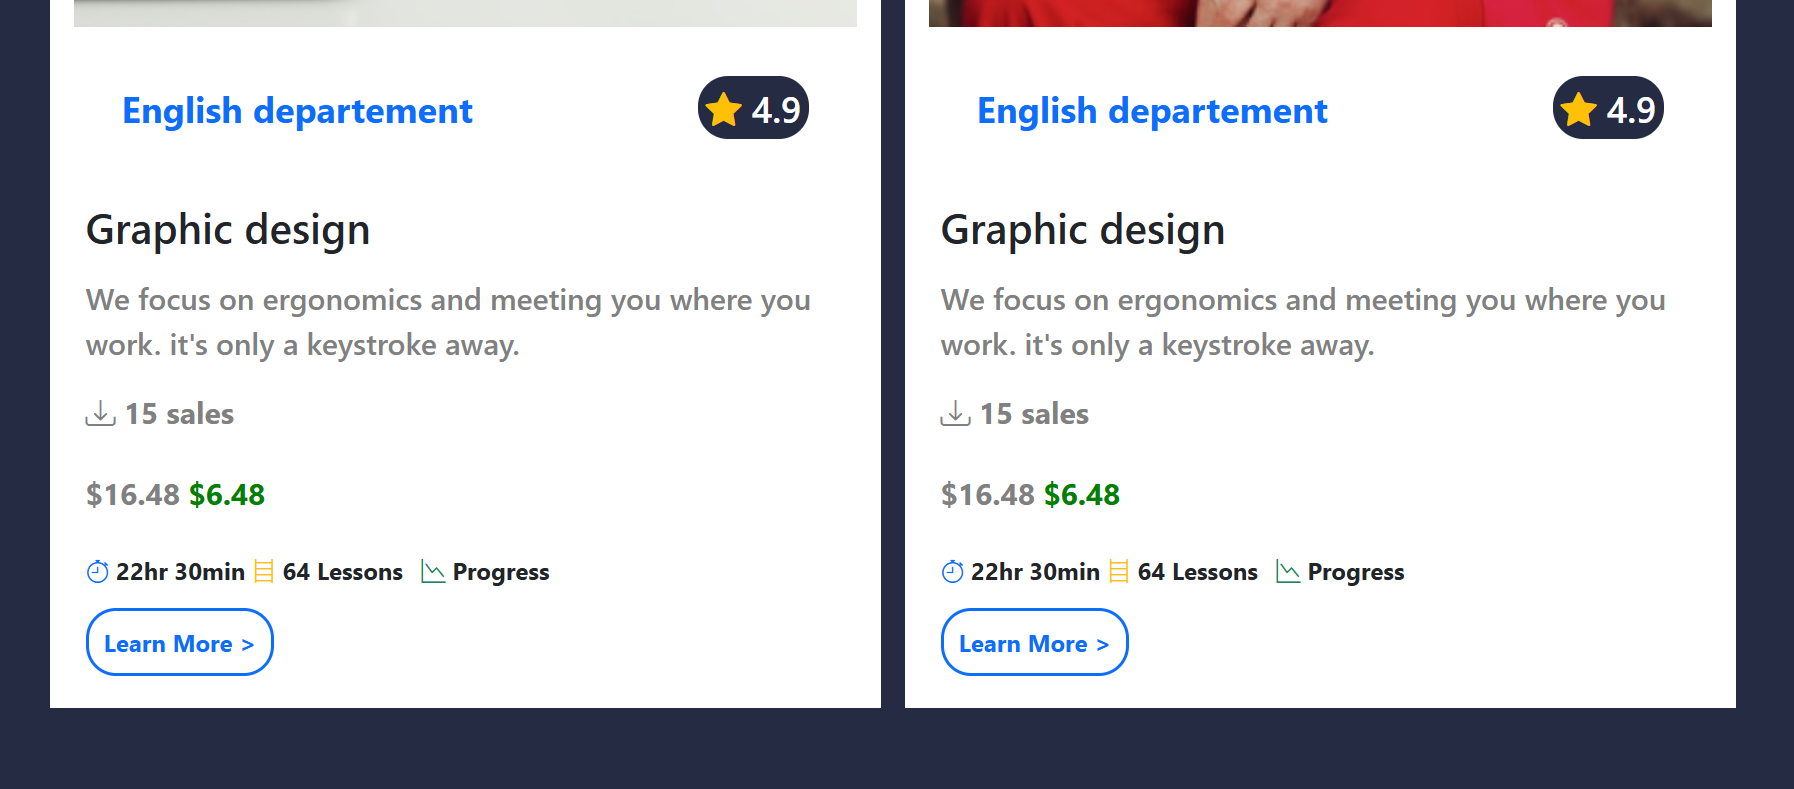 English departement
4.9
Graphic design
We focus on ergonomics and meeting you where you
work. it's only a keystroke away.
15 sales
$16.48 $6.48
22hr 30min 64 Lessons Progress
Learn More >
English departement
4.9
Graphic design
We focus on ergonomics and meeting you where you
work. it's only a keystroke away.
15 sales
$16.48 $6.48
22hr 30min 64 Lessons Progress
Learn More >